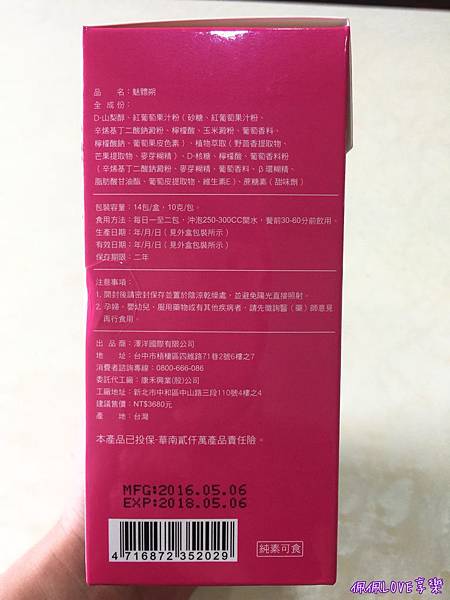 品　名：魅體朔
全成份：
D-山梨醇、紅葡萄果汁粉（砂糖、紅葡萄果汁粉、
辛烯基丁二酸鈉澱粉、檸檬酸、玉米澱粉、葡萄香料、
檸檬酸鈉、葡萄果皮色素）、植物萃取（野茴香提取物、
芒果提取物、麥芽糊精）、D-核糖、檸檬酸、葡萄香料粉
（辛烯基丁二酸鈉澱粉、麥芽糊精、葡萄香料、β環糊精、
脂肪酸甘油酯、葡萄皮提取物、維生素E）、蔗糖素（甜味劑）
包裝容量：14包/盒，10克/包。
食用方法：每日一至二包，沖泡250-300CC開水，餐前30-60分前飲用。
生產日期：年/月/日（見外盒包裝所示）
有效日期：年/月/日（見外盒包裝所示）
保存期限：二年
注意事項：
1. 開封後請密封保存並置於陰涼乾燥處，並避免陽光直接照射。
2. 孕婦、嬰幼兒、服用藥物或有其他疾病者，請先徵詢醫（藥）師意見
再行食用。
出品商：澤洋國際有限公司
地　址：台中市梧棲區四維路71巷2號6樓之7
消費者諮詢專線：0800-666-086
委託代工廠：康禾興業(股)公司
工廠地址：新北市中和區中山路三段110號4樓之4
建議售價：NT$3680元
產　地：台灣
本產品已投保-華南貳仟萬產品責任險。
MFG:2016.05.06
EXP:2018.05.06
4 716872 352029
純素可食
佩佩LOVE享樂